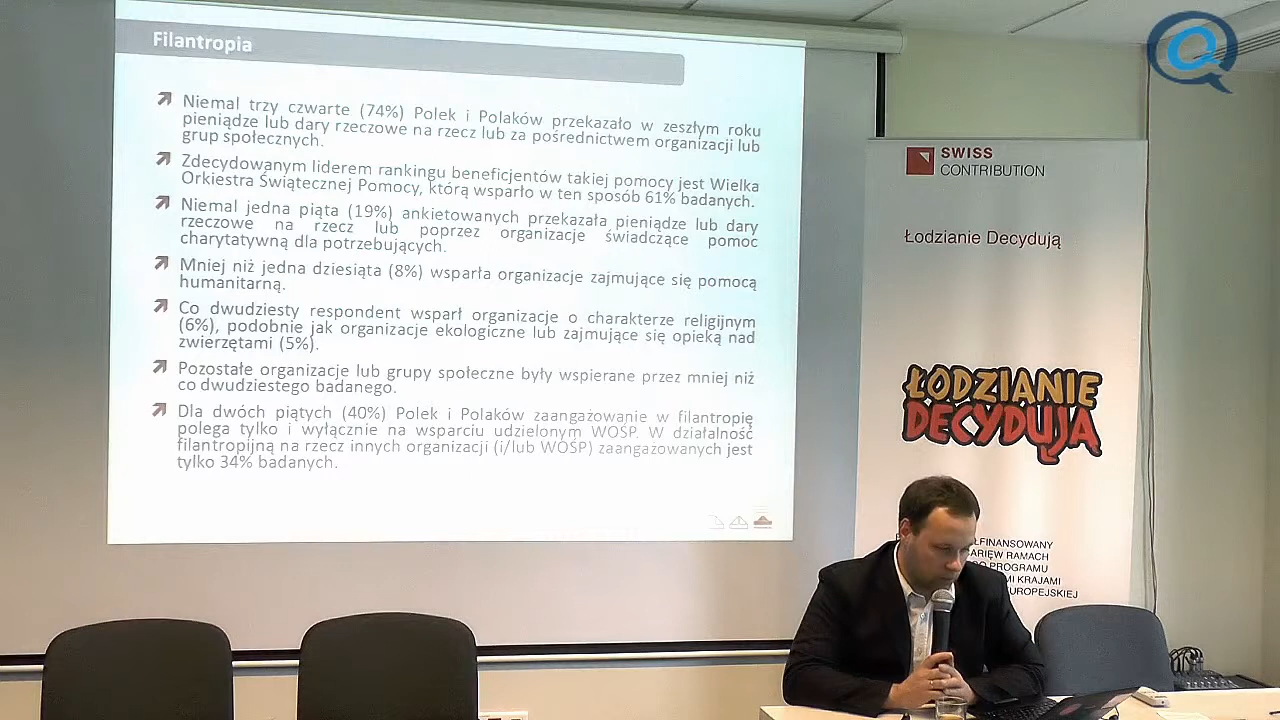 Filantropia
Niemal trzy czwarte (74%) Polek i Polaków przekazało w zeszłym roku
pieniądze lub dary rzeczowe na rzecz lub za pośrednictwem organizacji lub
grup społecznych.
Zdecydowanym liderem rankingu beneficjentów takiej pomocy jest Wielka
Orkiestra Świątecznej Pomocy, którą wsparło w ten sposób 61% badanych.
Niemal jedna piąta (19%) ankietowanych przekazała pieniądze lub dary
rzeczowe na rzecz lub poprzez organizacje świadczące pomoc
charytatywną dla potrzebujących.
Mniej niż jedna dziesiąta (8%) wsparła organizacje zajmujące się pomocą
humanitarną.
Co dwudziesty respondent wsparł organizacje o charakterze religijnym
(6%), podobnie jak organizacje ekologiczne lub zajmujące się opieką nad
zwierzętami (5%).
Pozostałe organizacje lub grupy społeczne były wspierane przez mniej niż
co dwudziestego badanego.
Dla dwóch piątych (40%) Polek i Polaków zaangażowanie w filantropię
polega tylko i wyłącznie na wsparciu udzielonym WOŚP. W działalność
filantropijną na rzecz innych organizacji (i/lub WOŚP) zaangazowanych jest
tylko 34% badanych.
SWISS
CONTRIBUTION
Łodzianie Decydują
ŁODZIANIE
DECYDUJĄ
RAMACH
PROGRAMU
KRAJAMI